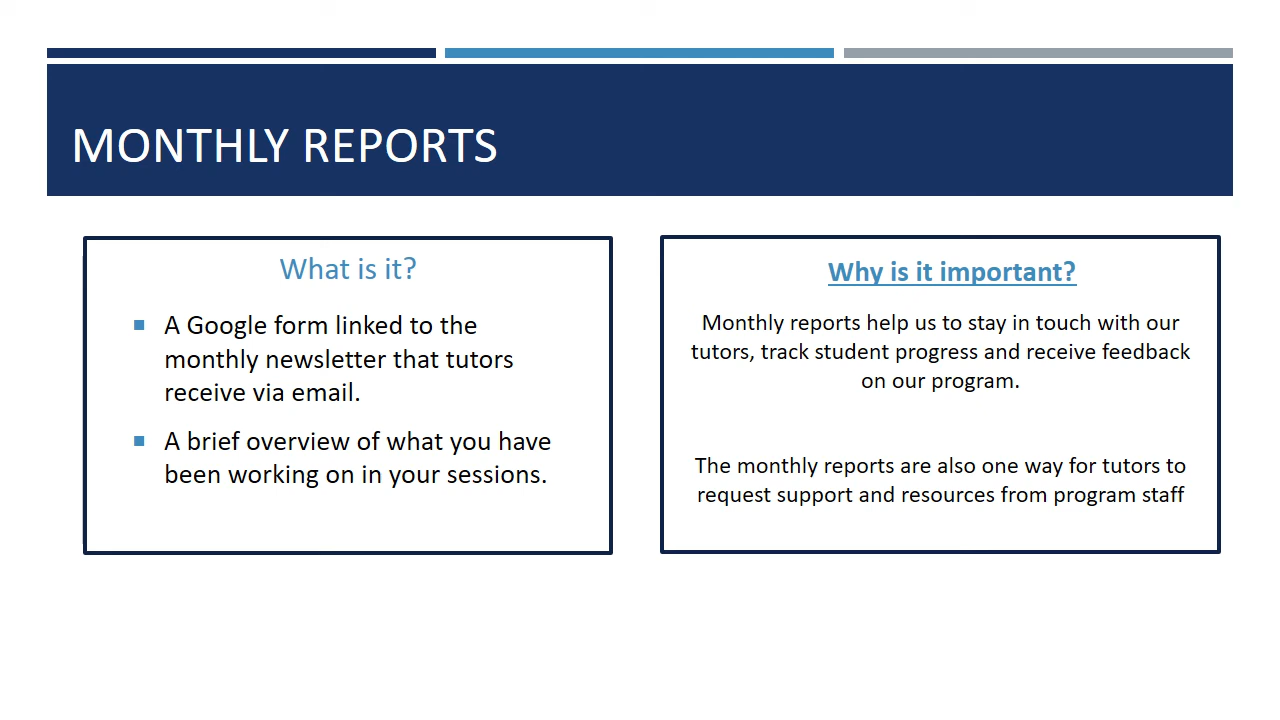 MONTHLY REPORTS
What is it?
A Google form linked to the
monthly newsletter that tutors
receive via email.
A brief overview of what you have
been working on in your sessions.
Why is it important?
Monthly reports help us to stay in touch with our
tutors, track student progress and receive feedback
on our program.
The monthly reports are also one way for tutors to
request support and resources from program staff